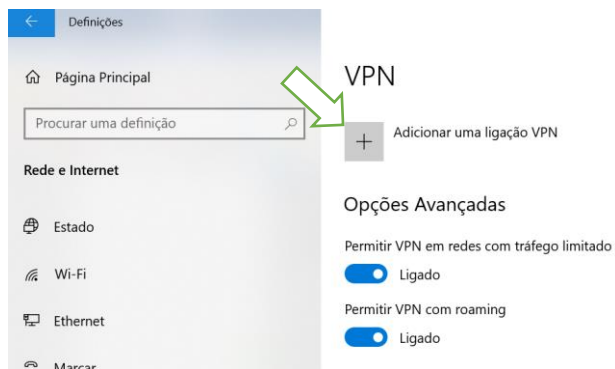 Definições
Página Principal
Procurar uma definição
Rede e Internet
Estado
Wi-Fi
Ethernet
Marcar
VPN
Adicionar uma ligação VPN
Opções Avançadas
Permitir VPN em redes com tráfego limitado
Ligado
Permitir VPN com roaming
Ligado